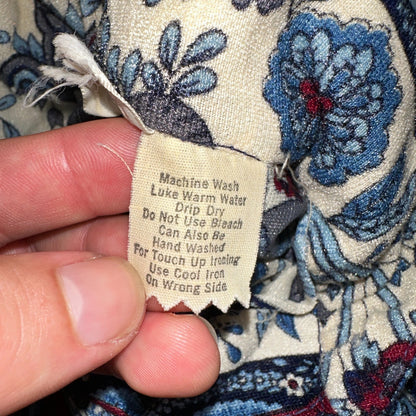 Machine Wash
Luke Warm Water
Drip Dry
Do Not Use Bleach
Can Also Be
Hand Washed
For Touch Up Ironing
Use Cool Iron
On Wrong Side